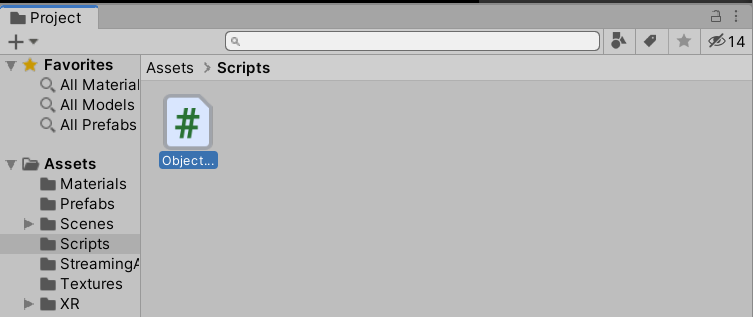 Project
14
Favorites
All Material
All Models
All Prefabs
Assets
Materials
Prefabs
Scenes
Scripts
StreamingA
Textures
XR
Assets > Scripts
#
Object...